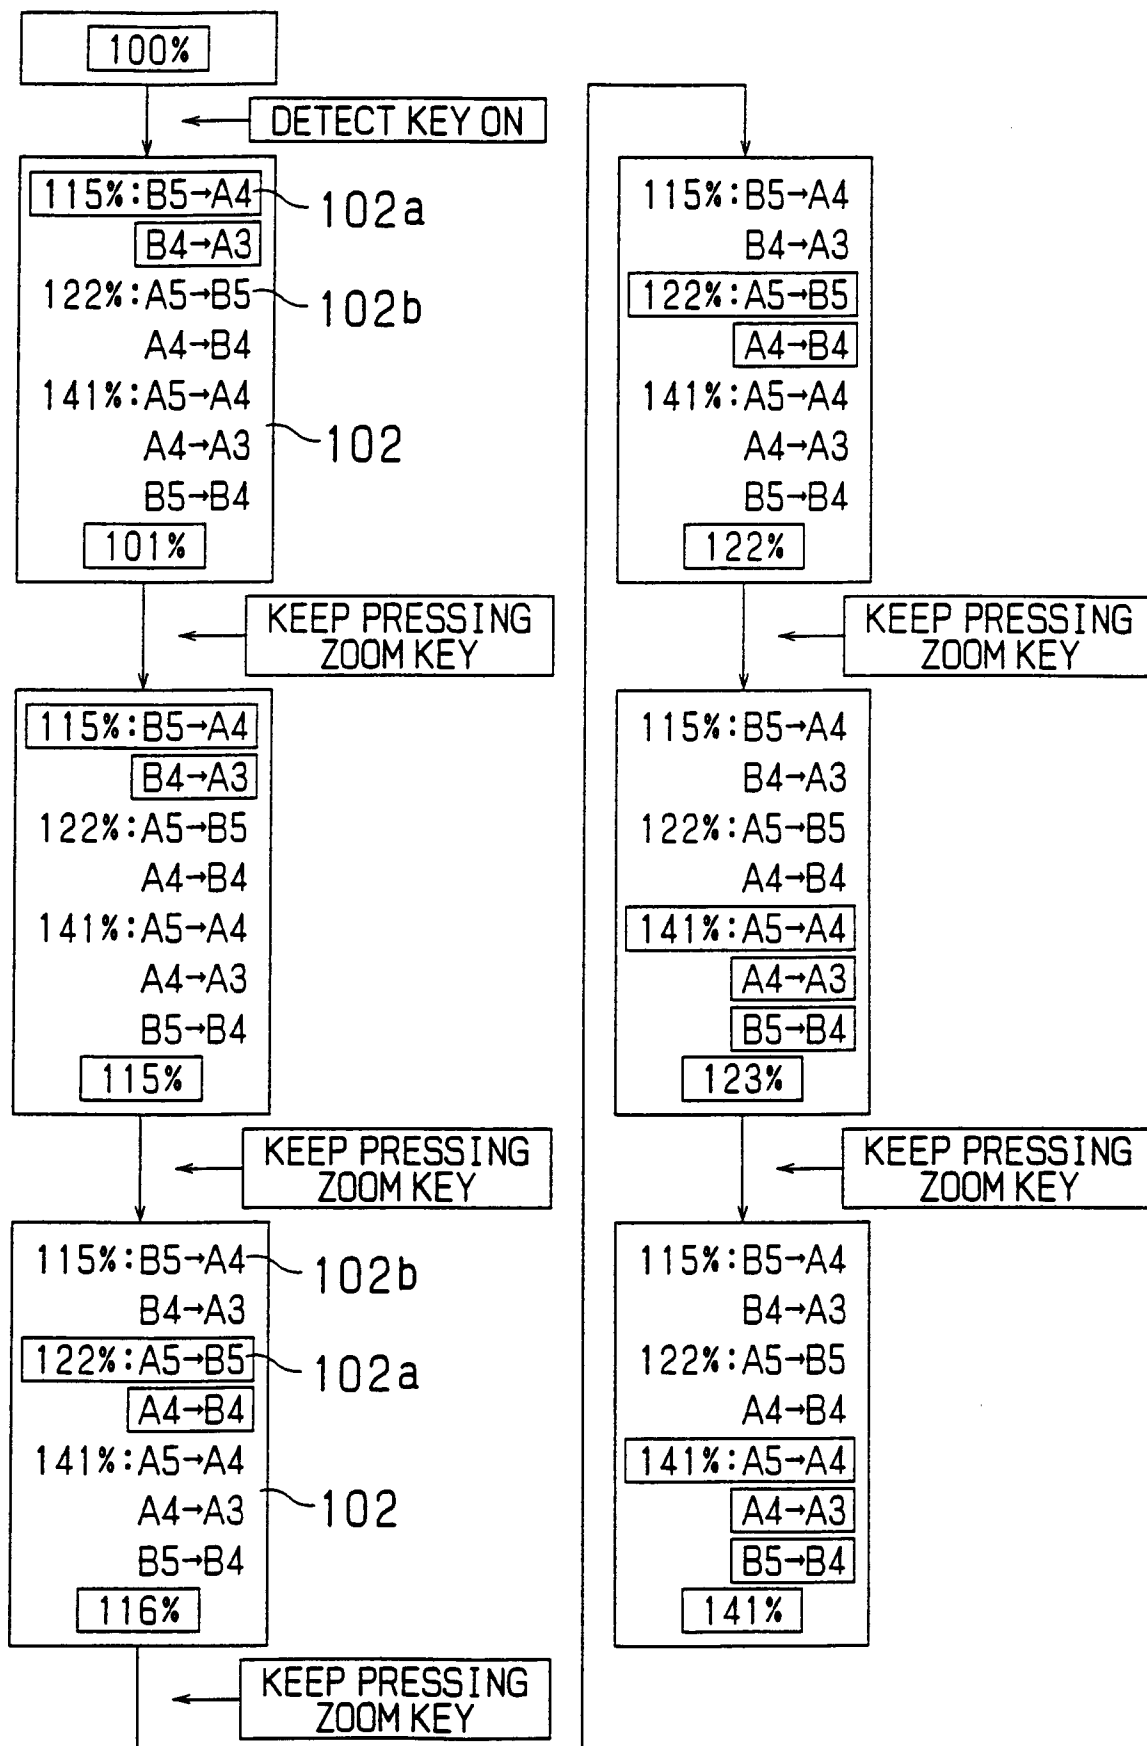 100%
DETECT KEY ON
115%:B5→A4
102a
B4→A3
122%:A5→B5
102b
A4→B4
141%:A5→A4
A4→A3
102
B5→B4
101%
KEEP PRESSING
ZOOM KEY
115%:B5→A4
B4→A3
122%:A5→B5
A4→B4
141%:A5→A4
A4→A3
B5→B4
115%
KEEP PRESSING
ZOOM KEY
115%:B5→A4
102b
B4→A3
122%:A5→B5
102a
A4→B4
141%:A5→A4
A4→A3
102
B5→B4
116%
KEEP PRESSING
ZOOM KEY
115%:B5→A4
B4→A3
122%:A5→B5
A4→B4
141%:A5→A4
A4→A3
B5→B4
122%
KEEP PRESSING
ZOOM KEY
115%:B5→A4
B4→A3
122%:A5→B5
A4→B4
141%:A5→A4
A4→A3
B5→B4
123%
KEEP PRESSING
ZOOM KEY
115%:B5→A4
B4→A3
122%:A5→B5
A4→B4
141%:A5→A4
A4→A3
B5→B4
141%